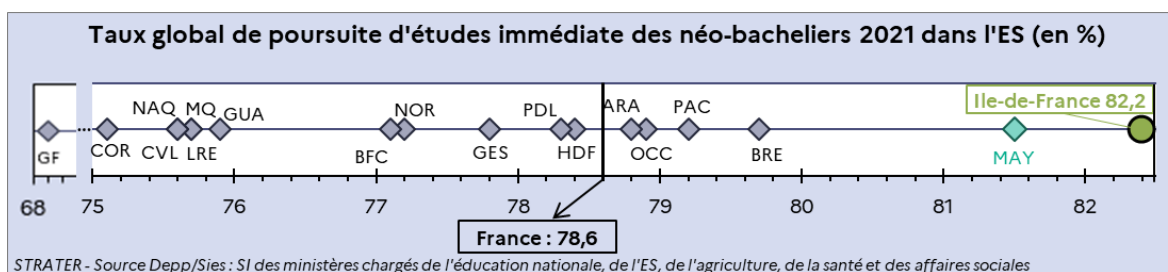 Taux global de poursuite d'études immédiate des néo-bacheliers 2021 dans l'ES (en %)
Ile-de-France 82,2
NAQ MQ GUA NOR PDL ARA PAC
GF COR CVL LRE BFC GES HDF OCC BRE MAY
68 75 76 77 78 79 80 81 82
France : 78,6
STRATER - Source Depp/Sies : SI des ministères chargés de l'éducation nationale, de l'ES, de l'agriculture, de la santé et des affaires sociales